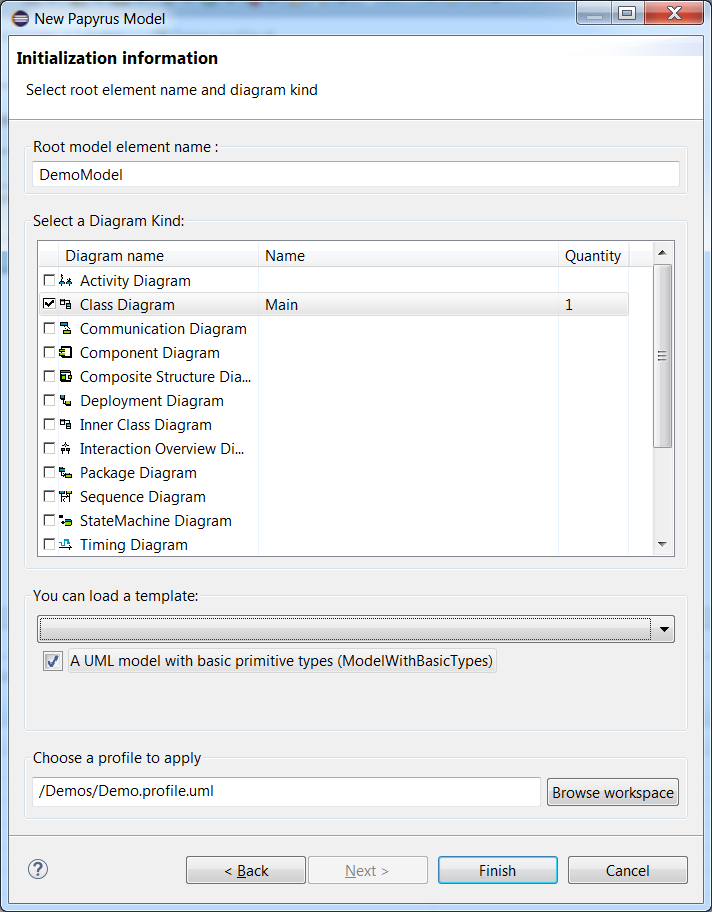 New Papyrus Model
Initialization information
Select root element name and diagram kind
Root model element name :
DemoModel
Select a Diagram Kind:
Diagram name Name Quantity
Activity Diagram
Class Diagram Main 1
Communication Diagram
Component Diagram
Composite Structure Dia...
Deployment Diagram
Inner Class Diagram
Interaction Overview Di...
Package Diagram
Sequence Diagram
StateMachine Diagram
Timing Diagram
You can load a template:
A UML model with basic primitive types (ModelWithBasicTypes)
Choose a profile to apply
/Demos/Demo.profile.uml Browse workspace
? < Back Next > Finish Cancel